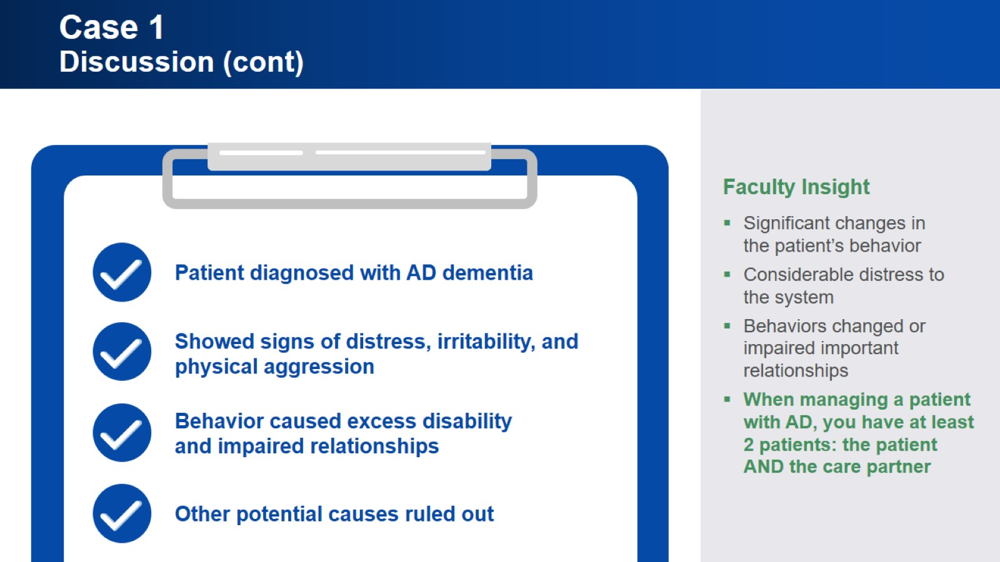 Case 1
Discussion (cont)
Patient diagnosed with AD dementia
Showed signs of distress, irritability, and
physical aggression
Behavior caused excess disability
and impaired relationships
Other potential causes ruled out
Faculty Insight
▪ Significant changes in
the patient’s behavior
▪ Considerable distress to
the system
▪ Behaviors changed or
impaired important
relationships
▪ When managing a patient
with AD, you have at least
2 patients: the patient
AND the care partner